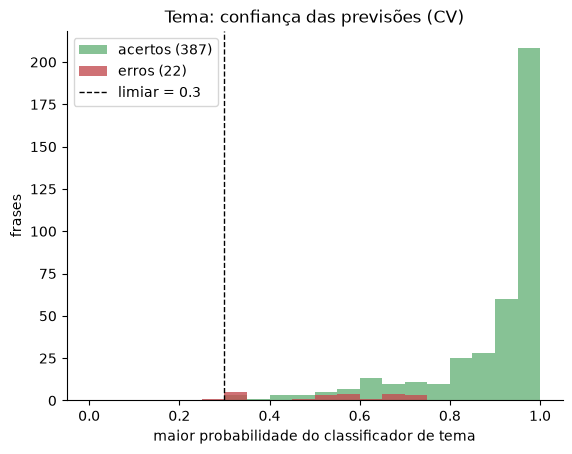 Tema: confiança das previsões (CV)
acertos (387)
erros (22)
limiar = 0.3
200
175
150
125
100
75
50
25
0
frases
0.0 0.2 0.4 0.6 0.8 1.0
maior probabilidade do classificador de tema